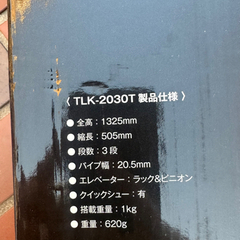 〈 TLK-2030T 製品仕様 〉
● 全高：1325mm
● 縮長：505mm
● 段数：３段
● パイプ幅：20.5mm
● エレベーター：ラック&ピニオン
● クイックシュー：有
● 搭載重量：1kg
● 重量：620g